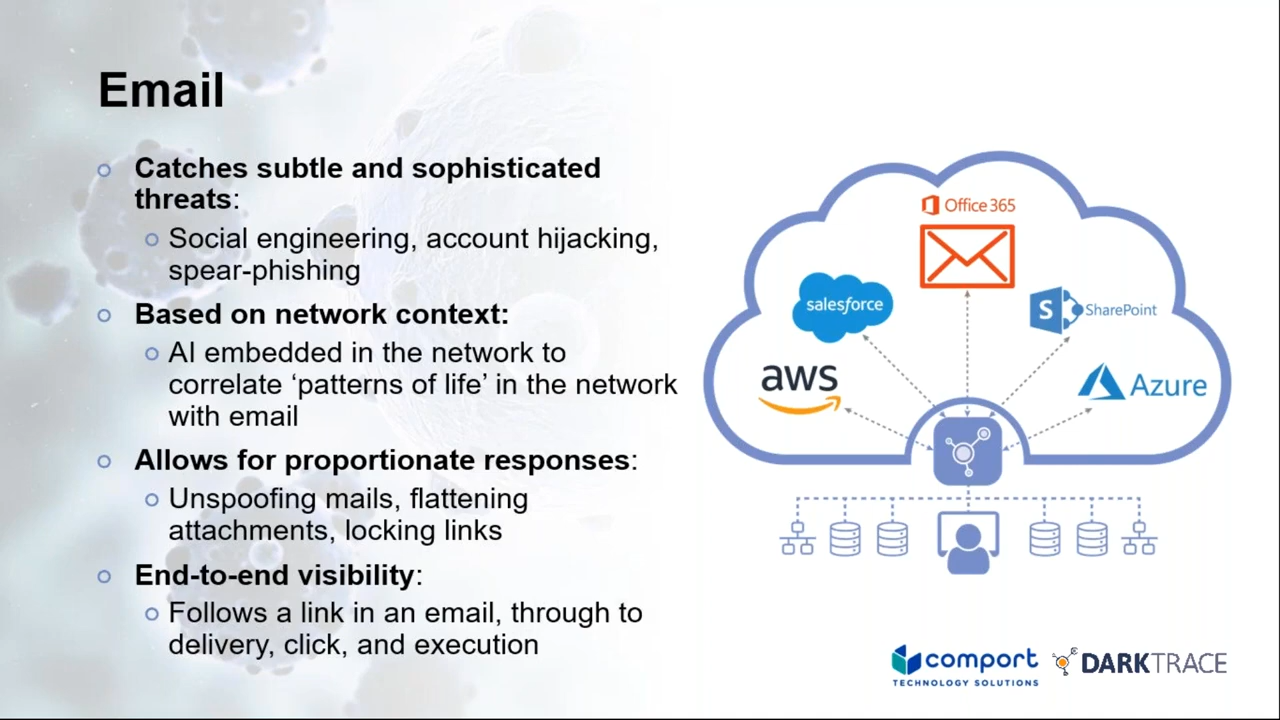 Email
Catches subtle and sophisticated
threats:
Social engineering, account hijacking,
spear-phishing
Based on network context:
AI embedded in the network to
correlate ‘patterns of life’ in the network
with email
Allows for proportionate responses:
Unspoofing mails, flattening
attachments, locking links
End-to-end visibility:
Follows a link in an email, through to
delivery, click, and execution
Office 365
salesforce
S SharePoint
aws
Azure
comport
TECHNOLOGY SOLUTIONS
DARKTRACE